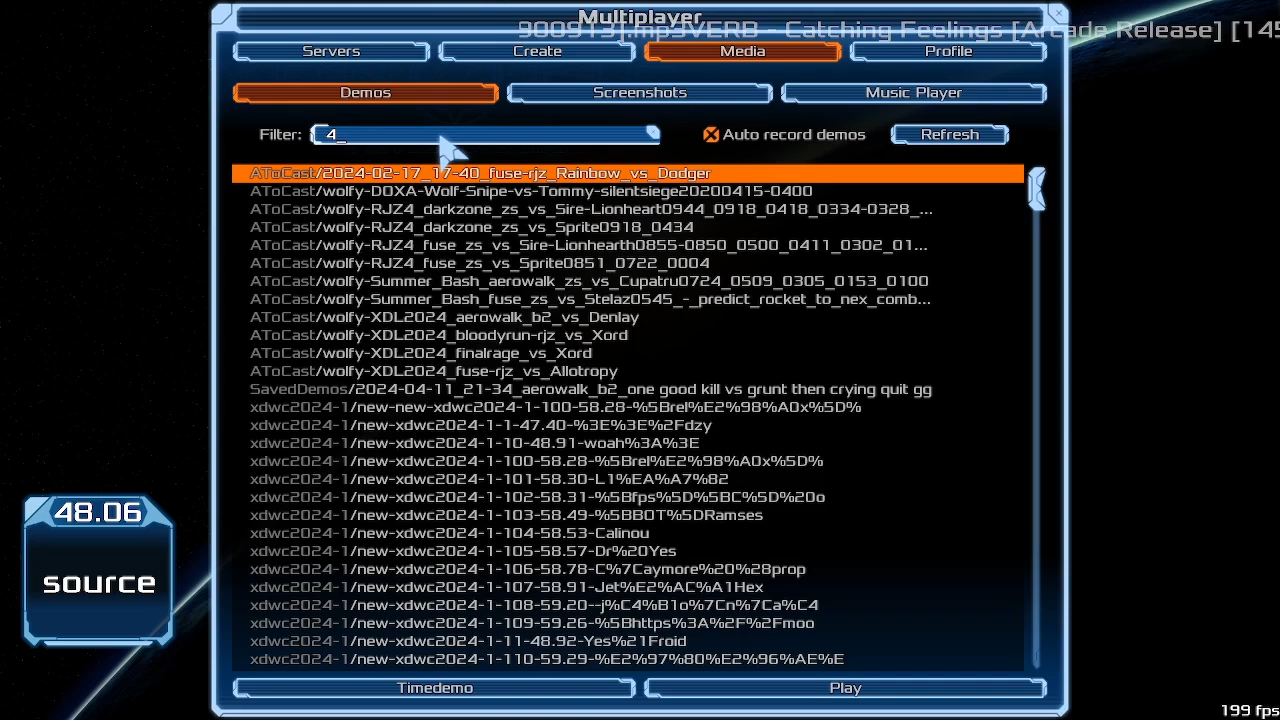 Multiplayer
900913].mp3VERB - Catching Feelings [Arcade Release] [145
Servers Create Media Profile
Demos Screenshots Music Player
Filter: 4_ Auto record demos Refresh
AToCast/2024-02-17_17-40_fuse-rjz_Rainbow_vs_Dodger
AToCast/wolfy-DOXA-Wolf-Snipe-vs-Tommy-silentsiege20200415-0400
AToCast/wolfy-RJZ4_darkzone_zs_vs_Sire-Lionheart0944_0918_0418_0334-0328_...
AToCast/wolfy-RJZ4_darkzone_zs_vs_Sprite0918_0434
AToCast/wolfy-RJZ4_fuse_zs_vs_Sire-Lionhearth0855-0850_0500_0411_0302_01...
AToCast/wolfy-RJZ4_fuse_zs_vs_Sprite0851_0722_0004
AToCast/wolfy-Summer_Bash_aerowalk_zs_vs_Cupatru0724_0509_0305_0153_0100
AToCast/wolfy-Summer_Bash_fuse_zs_vs_Stelaz0545_-_predict_rocket_to_nex_comb...
AToCast/wolfy-XDL2024_aerowalk_b2_vs_Denlay
AToCast/wolfy-XDL2024_bloodyrun-rjz_vs_Xord
AToCast/wolfy-XDL2024_finalrage_vs_Xord
AToCast/wolfy-XDL2024_fuse-rjz_vs_Allotropy
SavedDemos/2024-04-11_21-34_aerowalk_b2_one good kill vs grunt then crying quit gg
xdwc2024-1/new-new-xdwc2024-1-100-58.28-%5Brel%E2%98%A0x%5D%
xdwc2024-1/new-xdwc2024-1-1-47.40-%3E%3E%2Fdzy
xdwc2024-1/new-xdwc2024-1-10-48.91-woah%3A%3E
xdwc2024-1/new-xdwc2024-1-100-58.28-%5Brel%E2%98%A0x%5D%
xdwc2024-1/new-xdwc2024-1-101-58.30-L1%EA%A7%82
xdwc2024-1/new-xdwc2024-1-102-58.31-%5Bfps%5D%5BC%5D%20o
xdwc2024-1/new-xdwc2024-1-103-58.49-%5BBOT%5DRamses
xdwc2024-1/new-xdwc2024-1-104-58.53-Calinou
xdwc2024-1/new-xdwc2024-1-105-58.57-Dr%20Yes
xdwc2024-1/new-xdwc2024-1-106-58.78-C%7Caymore%20%28prop
xdwc2024-1/new-xdwc2024-1-107-58.91-Jet%E2%AC%A1Hex
xdwc2024-1/new-xdwc2024-1-108-59.20--j%C4%B1o%7Cn%7Ca%C4
xdwc2024-1/new-xdwc2024-1-109-59.26-%5Bhttps%3A%2F%2Fmoo
xdwc2024-1/new-xdwc2024-1-11-48.92-Yes%21Froid
xdwc2024-1/new-xdwc2024-1-110-59.29-%E2%97%80%E2%96%AE%E
Timedemo Play
48.06
source
199 fps